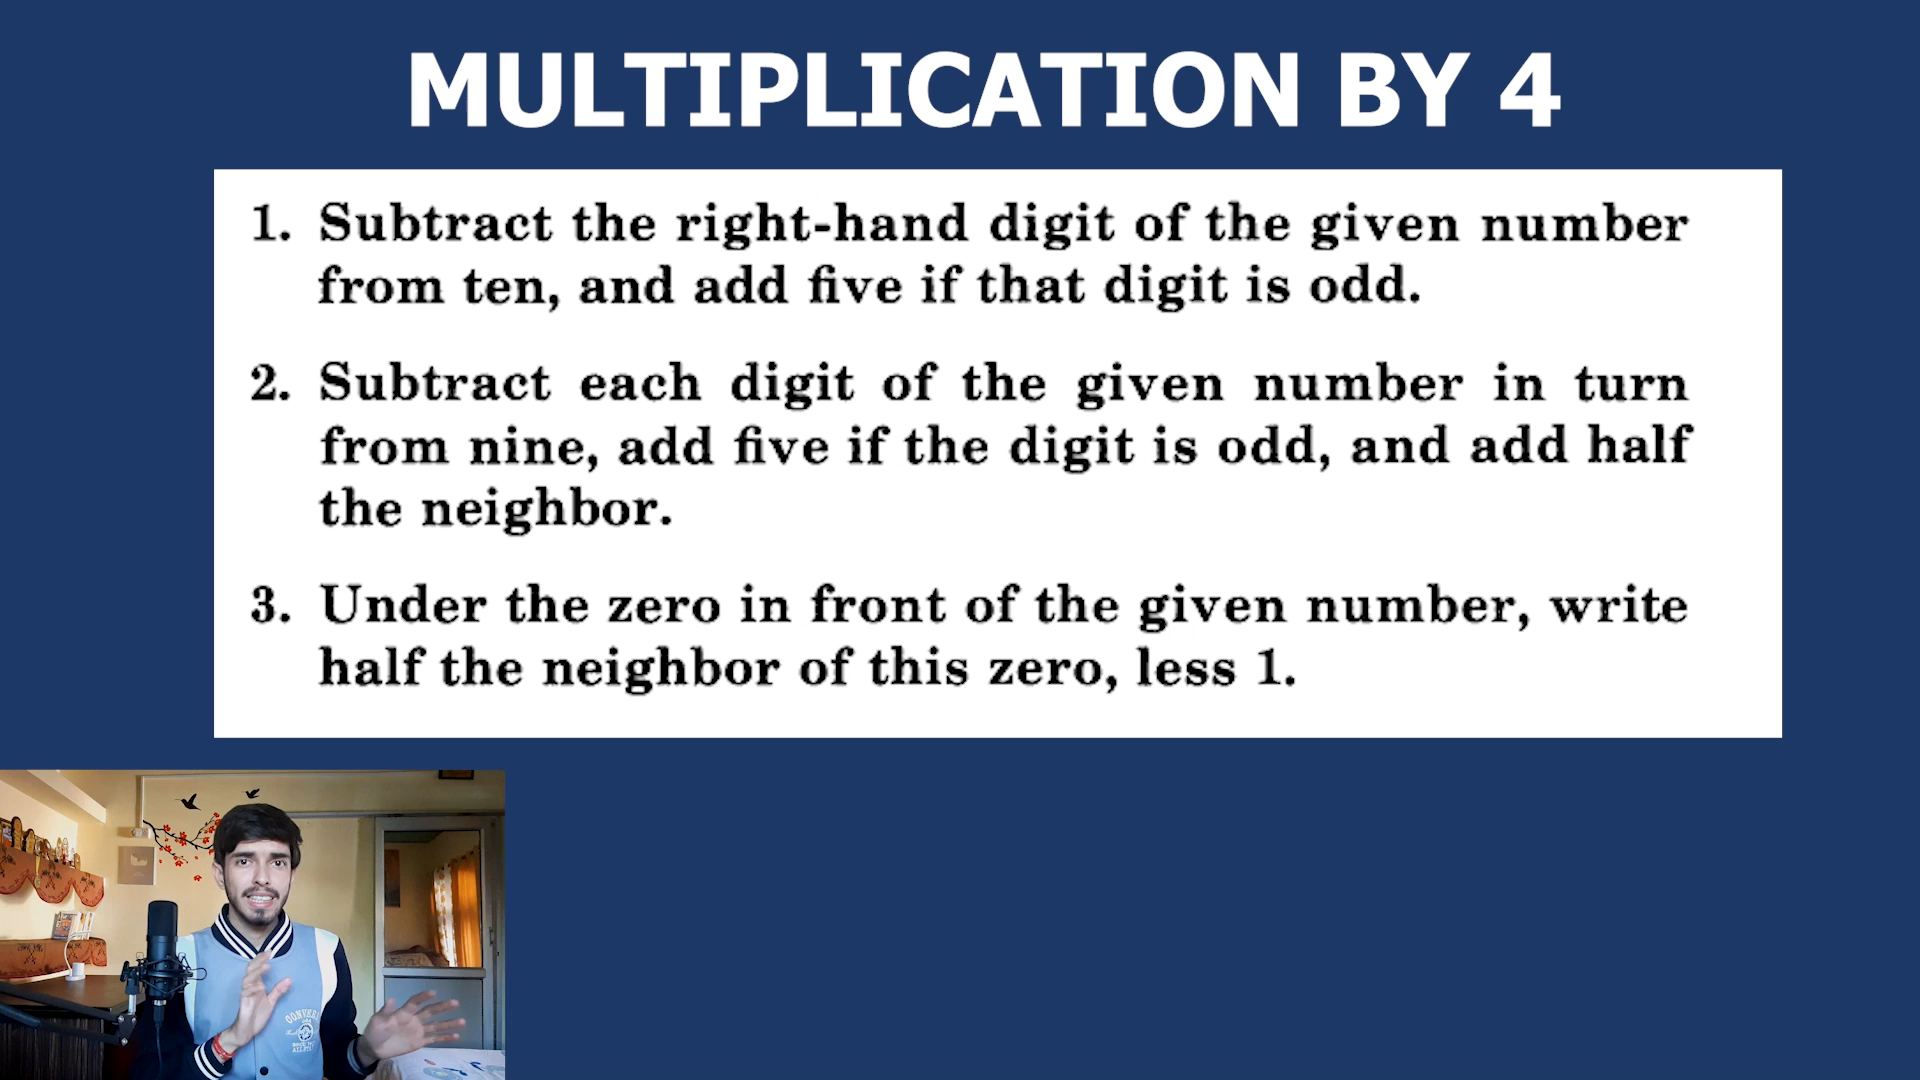 MULTIPLICATION BY 4
1. Subtract the right-hand digit of the given number
from ten, and add five if that digit is odd.
2. Subtract each digit of the given number in turn
from nine, add five if the digit is odd, and add half
the neighbor.
3. Under the zero in front of the given number, write
half the neighbor of this zero, less 1.